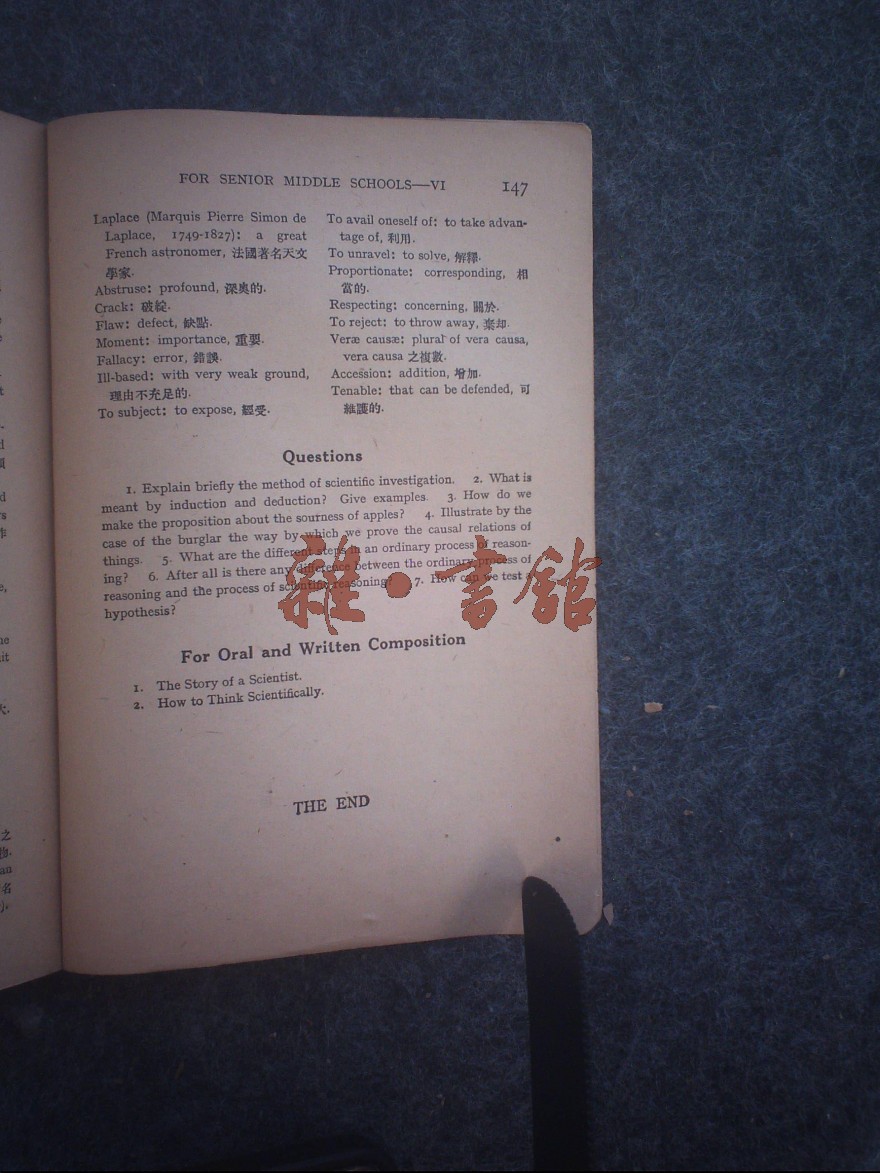 FOR SENIOR MIDDLE SCHOOLS—VI 147
Laplace (Marquis Pierre Simon de
Laplace, 1749-1827): a great
French astronomer, 法國著名天文
學家.
Abstruse: profound, 深奧的.
Crack: 破綻.
Flaw: defect, 缺點.
Moment: importance, 重要.
Fallacy: error, 錯誤.
Ill-based: with very weak ground,
理由不充足的.
To subject: to expose, 經受.
To avail oneself of: to take advan-
tage of, 利用.
To unravel: to solve, 解釋.
Proportionate: corresponding, 相
當的.
Respecting: concerning, 關於.
To reject: to throw away, 棄却.
Veræ causæ: plural of vera causa,
vera causa 之複數.
Accession: addition, 增加.
Tenable: that can be defended, 可
維護的.
Questions
1. Explain briefly the method of scientific investigation. 2. What is
meant by induction and deduction? Give examples. 3. How do we
make the proposition about the sourness of apples? 4. Illustrate by the
case of the burglar the way by which we prove the causal relations of
things. 5. What are the different steps in an ordinary process of reason-
ing? 6. After all is there any difference between the ordinary process of
reasoning and the process of scientific reasoning? 7. How can we test a
hypothesis?
For Oral and Written Composition
1. The Story of a Scientist.
2. How to Think Scientifically.
THE END
雜·書館